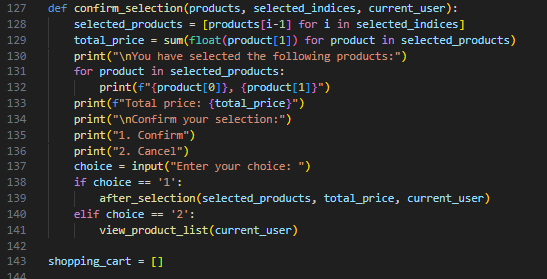 127 def confirm_selection(products, selected_indices, current_user):
128     selected_products = [products[i-1] for i in selected_indices]
129     total_price = sum(float(product[1]) for product in selected_products)
130     print("\nYou have selected the following products:")
131     for product in selected_products:
132         print(f"{product[0]}, {product[1]}")
133     print(f"Total price: {total_price}")
134     print("\nConfirm your selection:")
135     print("1. Confirm")
136     print("2. Cancel")
137     choice = input("Enter your choice: ")
138     if choice == '1':
139         after_selection(selected_products, total_price, current_user)
140     elif choice == '2':
141         view_product_list(current_user)
142
143 shopping_cart = []
144